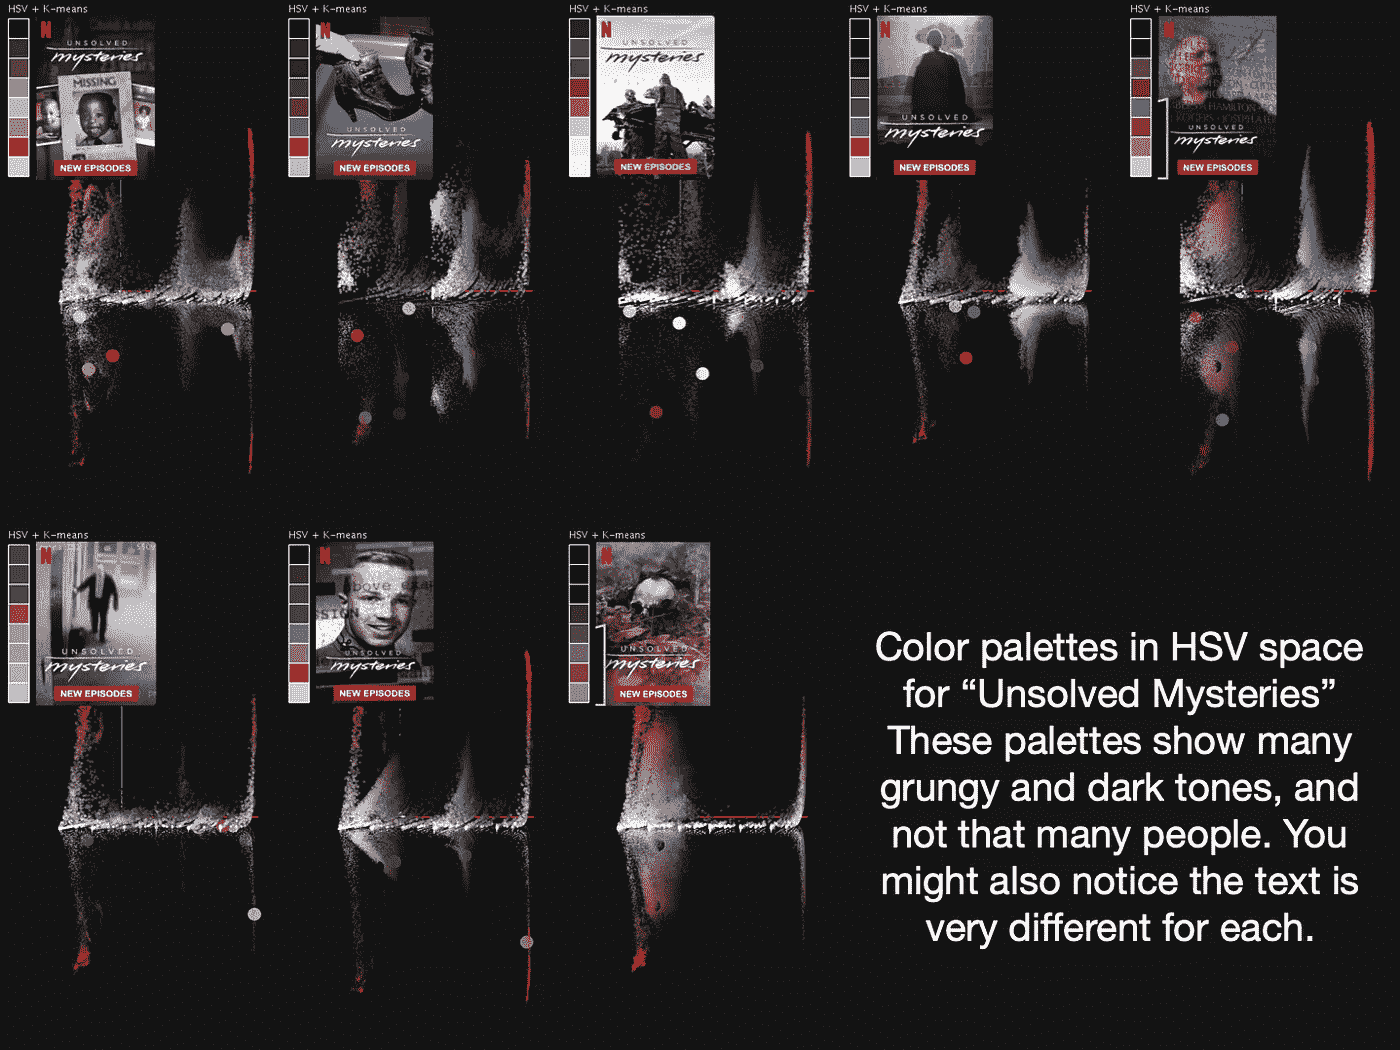 HSV + K-means
N
UNSOLVED
mysteries
MISSING
NEW EPISODES
HSV + K-means
N
UNSOLVED
mysteries
NEW EPISODES
HSV + K-means
N
UNSOLVED
mysteries
NEW EPISODES
HSV + K-means
N
UNSOLVED
mysteries
NEW EPISODES
HSV + K-means
N
HAMILTON
ROGERS
UNSOLVED
mysteries
NEW EPISODES
HSV + K-means
N
UNSOLVED
mysteries
NEW EPISODES
HSV + K-means
N
bove
SIGN
UNSOLVED
mysteries
NEW EPISODES
HSV + K-means
N
UNSOLVED
mysteries
NEW EPISODES
Color palettes in HSV space
for “Unsolved Mysteries”
These palettes show many
grungy and dark tones, and
not that many people. You
might also notice the text is
very different for each.